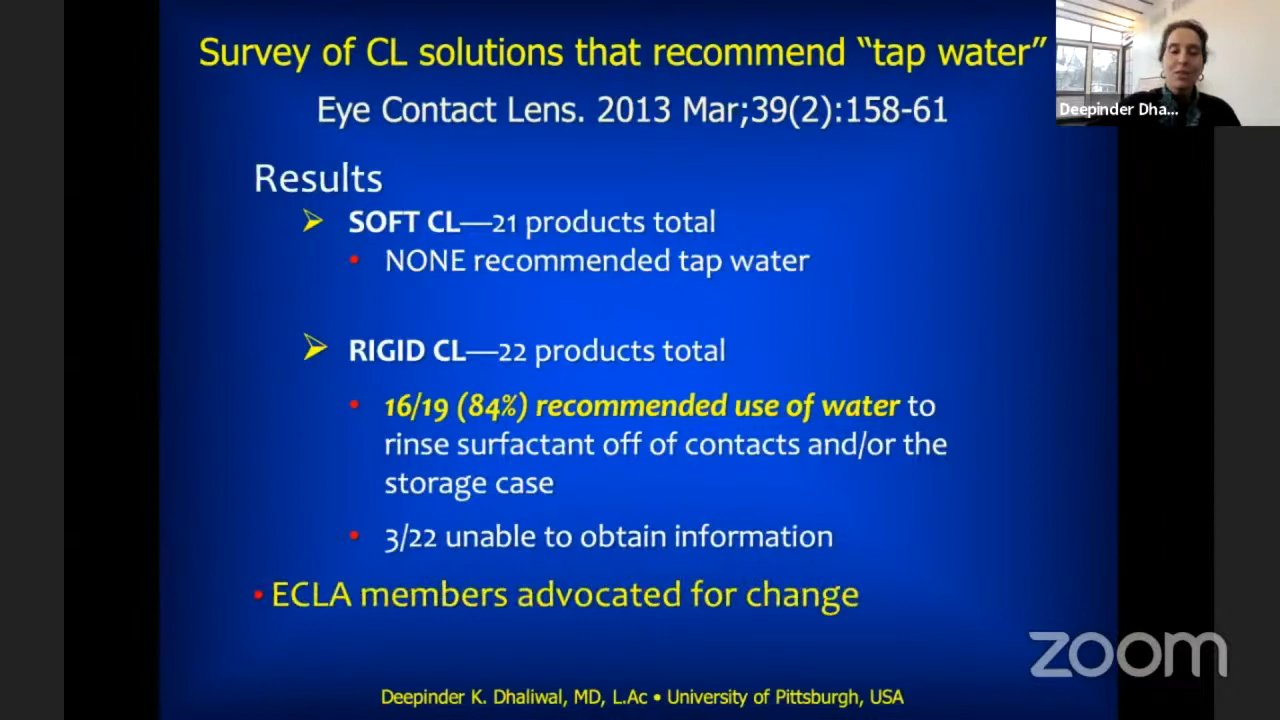 Survey of CL solutions that recommend “tap water”
Deepinder Dha...
Eye Contact Lens. 2013 Mar;39(2):158-61
Results
SOFT CL—21 products total
NONE recommended tap water
RIGID CL—22 products total
16/19 (84%) recommended use of water to
rinse surfactant off of contacts and/or the
storage case
3/22 unable to obtain information
ECLA members advocated for change
zoom
Deepinder K. Dhaliwal, MD, L.Ac • University of Pittsburgh, USA